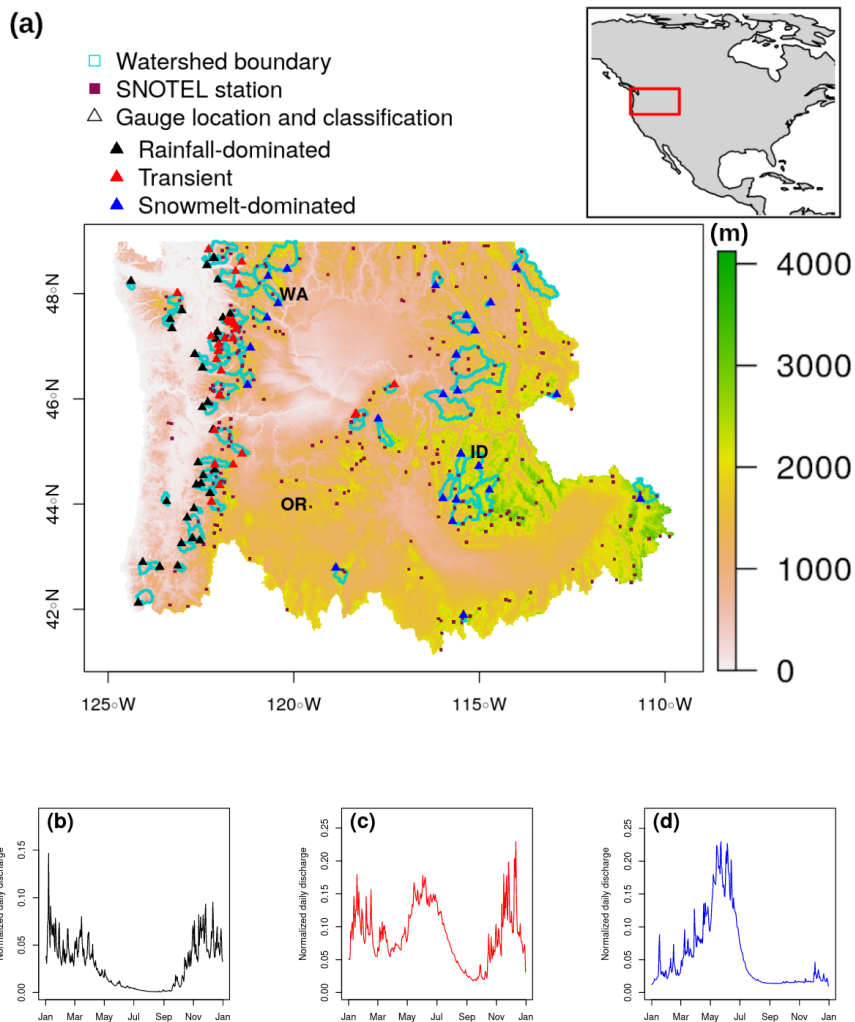 (a)
Watershed boundary
SNOTEL station
Gauge location and classification
Rainfall-dominated
Transient
Snowmelt-dominated
(m)
4000
3000
2000
1000
0
48○N
46○N
44○N
42○N
WA
ID
OR
125○W
120○W
115○W
110○W
(b)
Normalized daily discharge
0.15
0.10
0.05
0.00
Jan Mar May Jul Sep Nov Jan
(c)
Normalized daily discharge
0.25
0.20
0.15
0.10
0.05
0.00
Jan Mar May Jul Sep Nov Jan
(d)
Normalized daily discharge
0.25
0.20
0.15
0.10
0.05
0.00
Jan Mar May Jul Sep Nov Jan